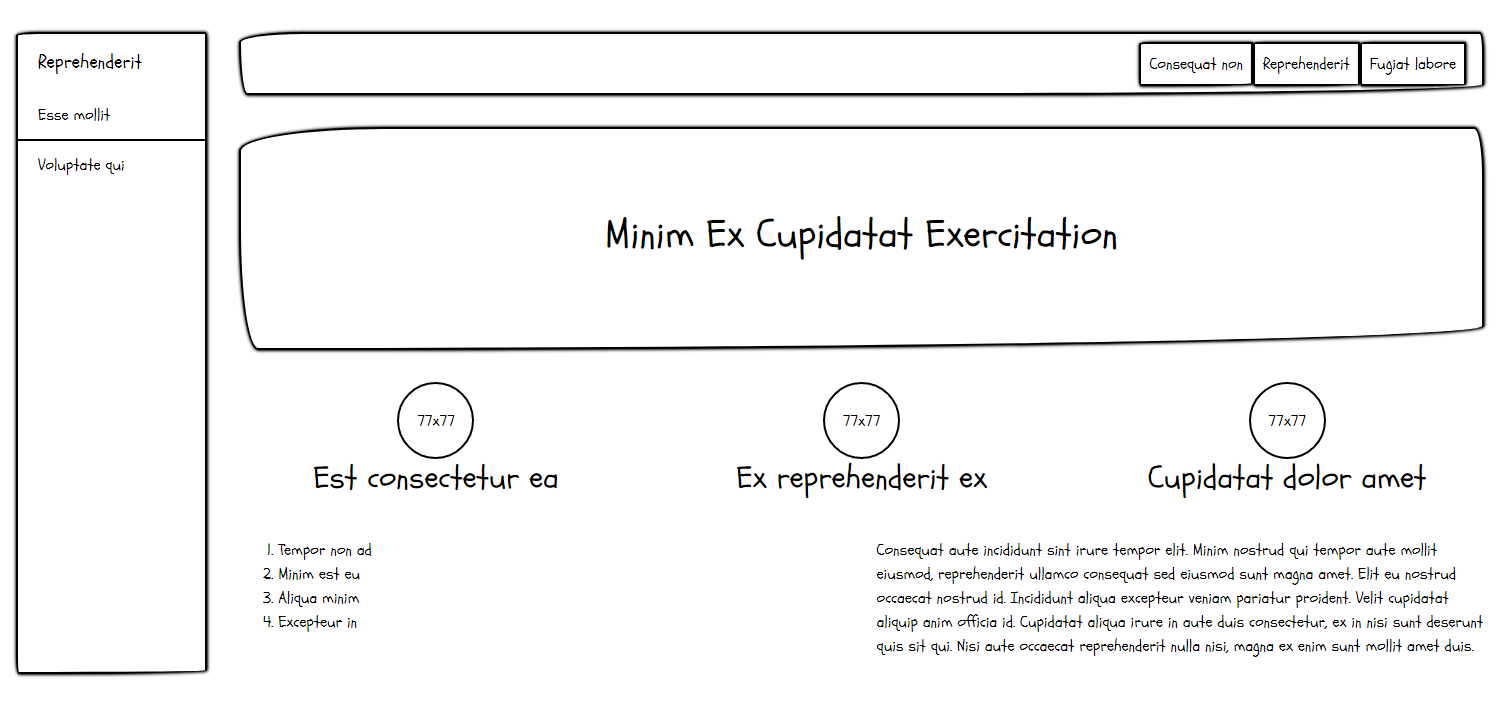 Reprehenderit
Esse mollit
Voluptate qui
Consequat non
Reprehenderit
Fugiat labore
Minim Ex Cupidatat Exercitation
77x77
Est consectetur ea
77x77
Ex reprehenderit ex
77x77
Cupidatat dolor amet
1. Tempor non ad
2. Minim est eu
3. Aliqua minim
4. Excepteur in
Consequat aute incididunt sint irure tempor elit. Minim nostrud qui tempor aute mollit
eiusmod, reprehenderit ullamco consequat sed eiusmod sunt magna amet. Elit eu nostrud
occaecat nostrud id. Incididunt aliqua excepteur veniam pariatur proident. Velit cupidatat
aliquip anim officia id. Cupidatat aliqua irure in aute duis consectetur, ex in nisi sunt deserunt
quis sit qui. Nisi aute occaecat reprehenderit nulla nisi, magna ex enim sunt mollit amet duis.